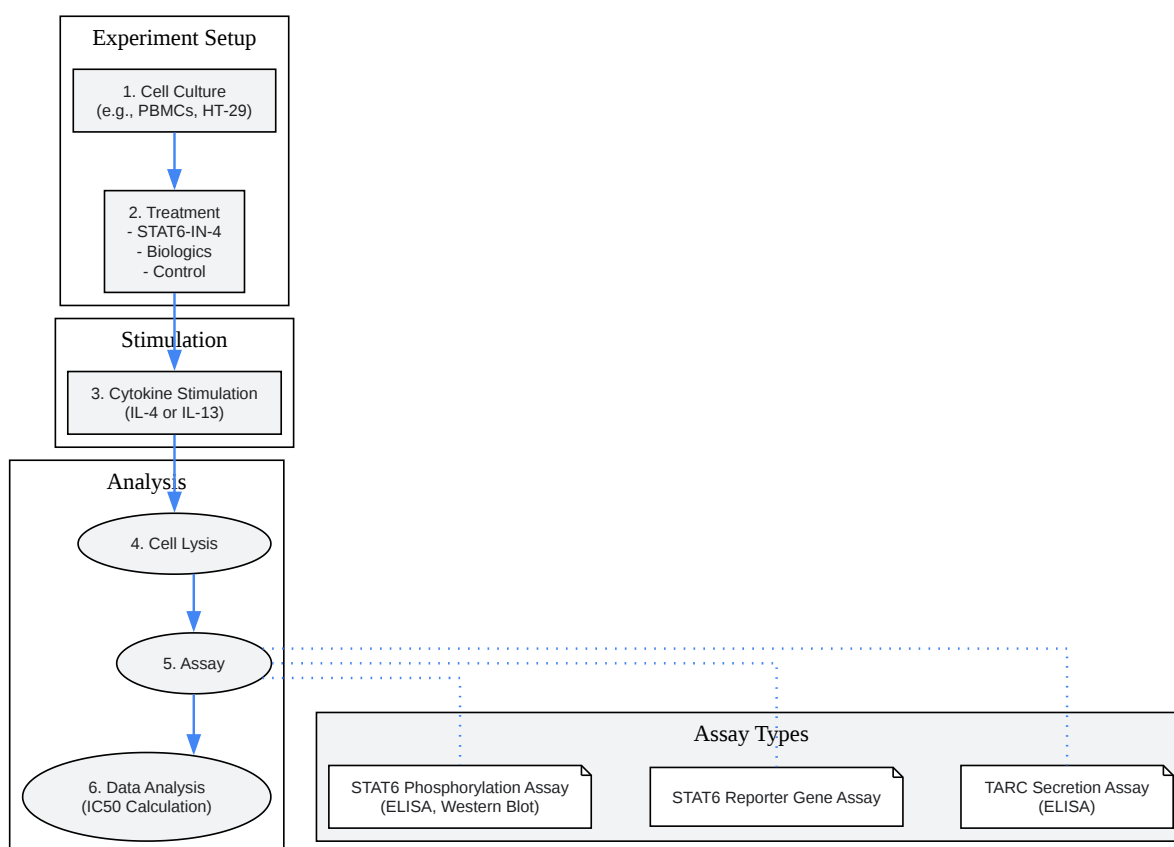 Experiment Setup
1. Cell Culture
(e.g., PBMCs, HT-29)
2. Treatment
- STAT6-IN-4
- Biologics
- Control
Stimulation
3. Cytokine Stimulation
(IL-4 or IL-13)
Analysis
4. Cell Lysis
5. Assay
6. Data Analysis
(IC50 Calculation)
Assay Types
STAT6 Phosphorylation Assay
(ELISA, Western Blot)
STAT6 Reporter Gene Assay
TARC Secretion Assay
(ELISA)